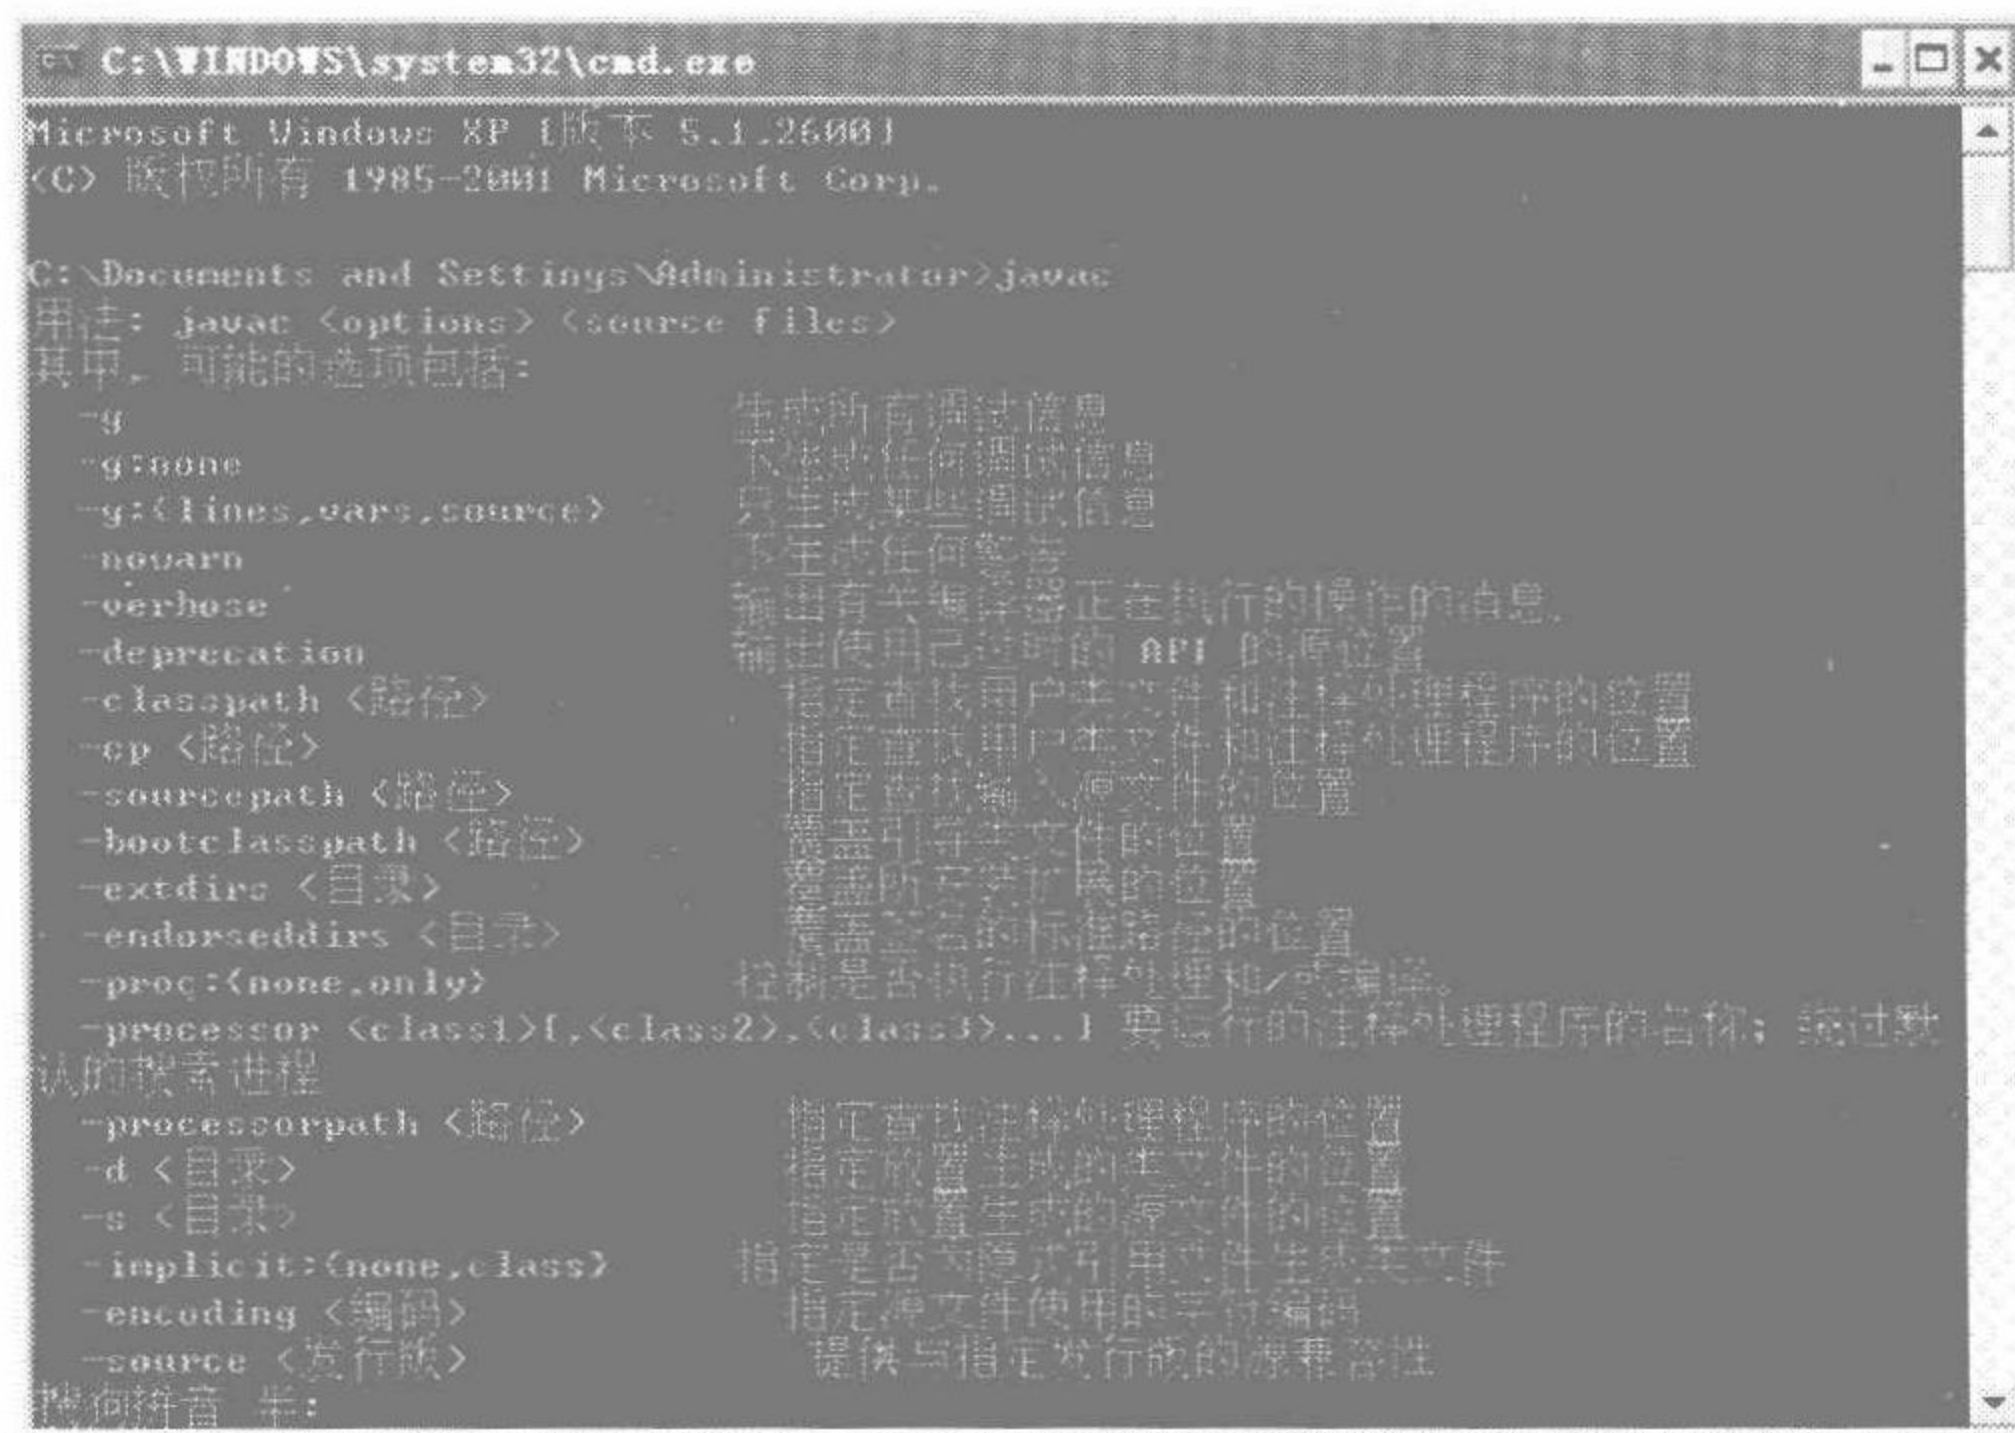 C:\WINDOWS\system32\cmd.exe
Microsoft Windows XP [版本 5.1.2600]
(C) 版权所有 1985-2001 Microsoft Corp.
C:\Documents and Settings\Administrator>javac
用法: javac <options> <source files>
其中, 可能的选项包括:
-g 生成所有调试信息
-g:none 不生成任何调试信息
-g:{lines,vars,source} 只生成某些调试信息
-nowarn 不生成任何警告
-verbose 输出有关编译器正在执行的操作的消息.
-deprecation 输出使用已过时的 API 的源位置
-classpath <路径> 指定查找用户类文件和注释处理程序的位置
-cp <路径> 指定查找用户类文件和注释处理程序的位置
-sourcepath <路径> 指定查找输入源文件的位置
-bootclasspath <路径> 覆盖引导类文件的位置
-extdirs <目录> 覆盖所安装扩展的位置
-endorseddirs <目录> 覆盖签名的标准路径的位置
-proc:{none,only} 控制是否执行注释处理和/或编译。
-processor <class1>[,<class2>,<class3>...] 要运行的注释处理程序的名称; 绕过默
认的搜索进程
-processorpath <路径> 指定查找注释处理程序的位置
-d <目录> 指定放置生成的类文件的位置
-s <目录> 指定放置生成的源文件的位置
-implicit:{none,class} 指定是否为隐式引用文件生成类文件
-encoding <编码> 指定源文件使用的字符编码
-source <发行版> 提供与指定发行版的源兼容性
搜狗拼音 半: